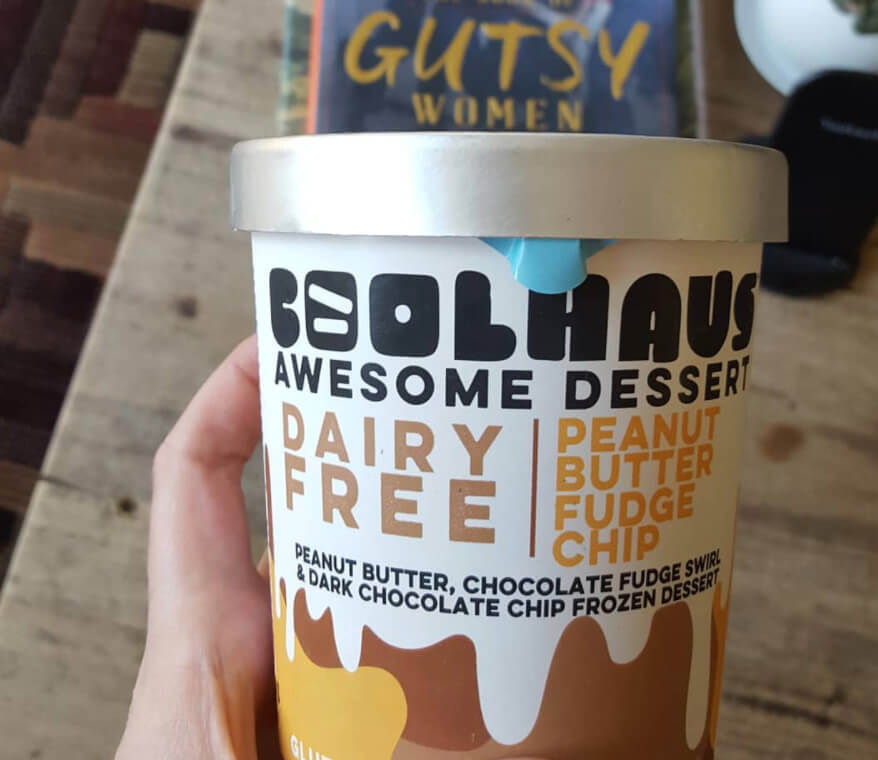 GUTSY
WOMEN
COOLHAUS
AWESOME DESSERT
DAIRY
FREE
PEANUT
BUTTER
FUDGE
CHIP
PEANUT BUTTER, CHOCOLATE FUDGE SWIRL
& DARK CHOCOLATE CHIP FROZEN DESSERT